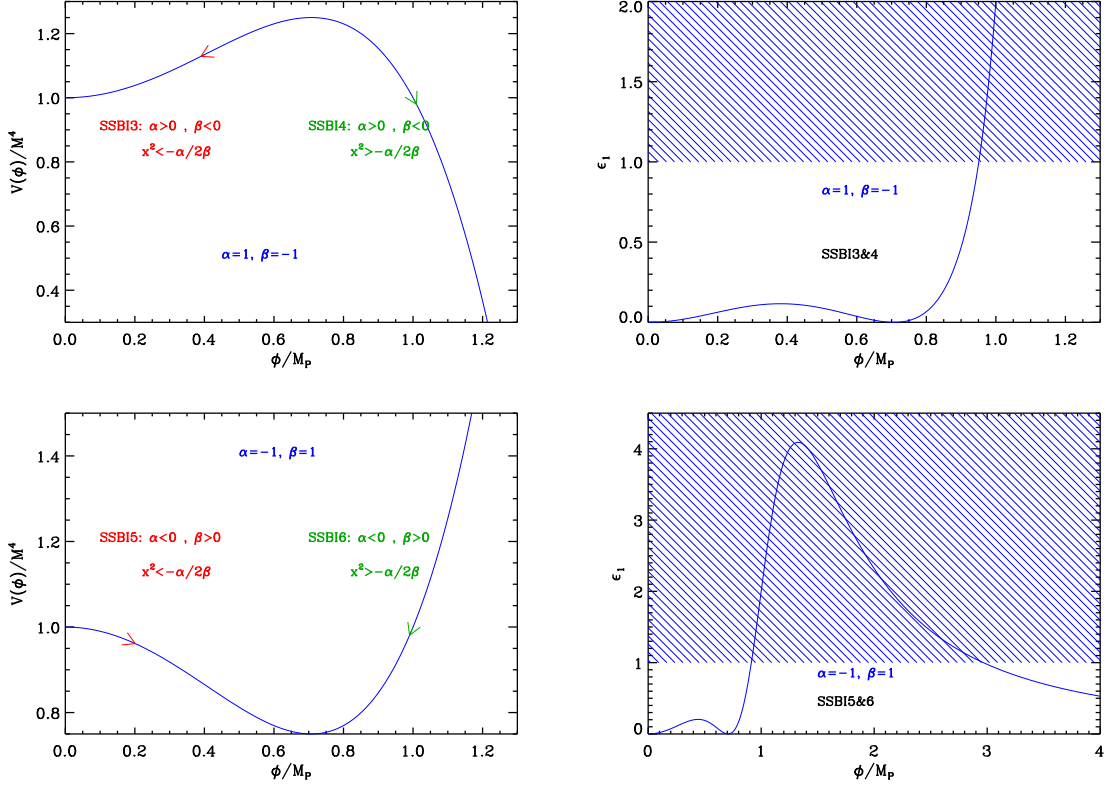 V(ϕ)/M⁴
1.2
1.0
0.8
0.6
0.4
SSBI3: α>0 , β<0
x²<−α/2β
SSBI4: α>0 , β<0
x²>−α/2β
α=1, β=−1
0.0 0.2 0.4 0.6 0.8 1.0 1.2
ϕ/M_P
ϵ₁
2.0
1.5
1.0
0.5
0.0
α=1, β=−1
SSBI3&4
0.0 0.2 0.4 0.6 0.8 1.0 1.2
ϕ/M_P
V(ϕ)/M⁴
1.4
1.2
1.0
0.8
α=−1, β=1
SSBI5: α<0 , β>0
x²<−α/2β
SSBI6: α<0 , β>0
x²>−α/2β
0.0 0.2 0.4 0.6 0.8 1.0 1.2
ϕ/M_P
ϵ₁
4
3
2
1
0
α=−1, β=1
SSBI5&6
0 1 2 3 4
ϕ/M_P